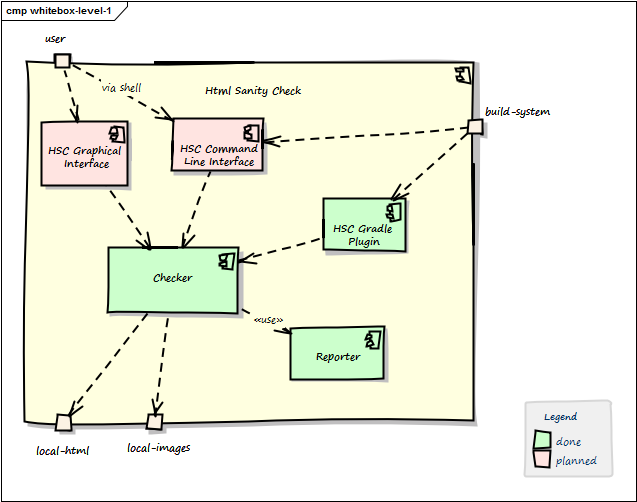 cmp whitebox-level-1
user
via shell
Html Sanity Check
build-system
HSC Graphical
Interface
HSC Command
Line Interface
HSC Gradle
Plugin
Checker
«use»
Reporter
local-html
local-images
Legend
done
planned